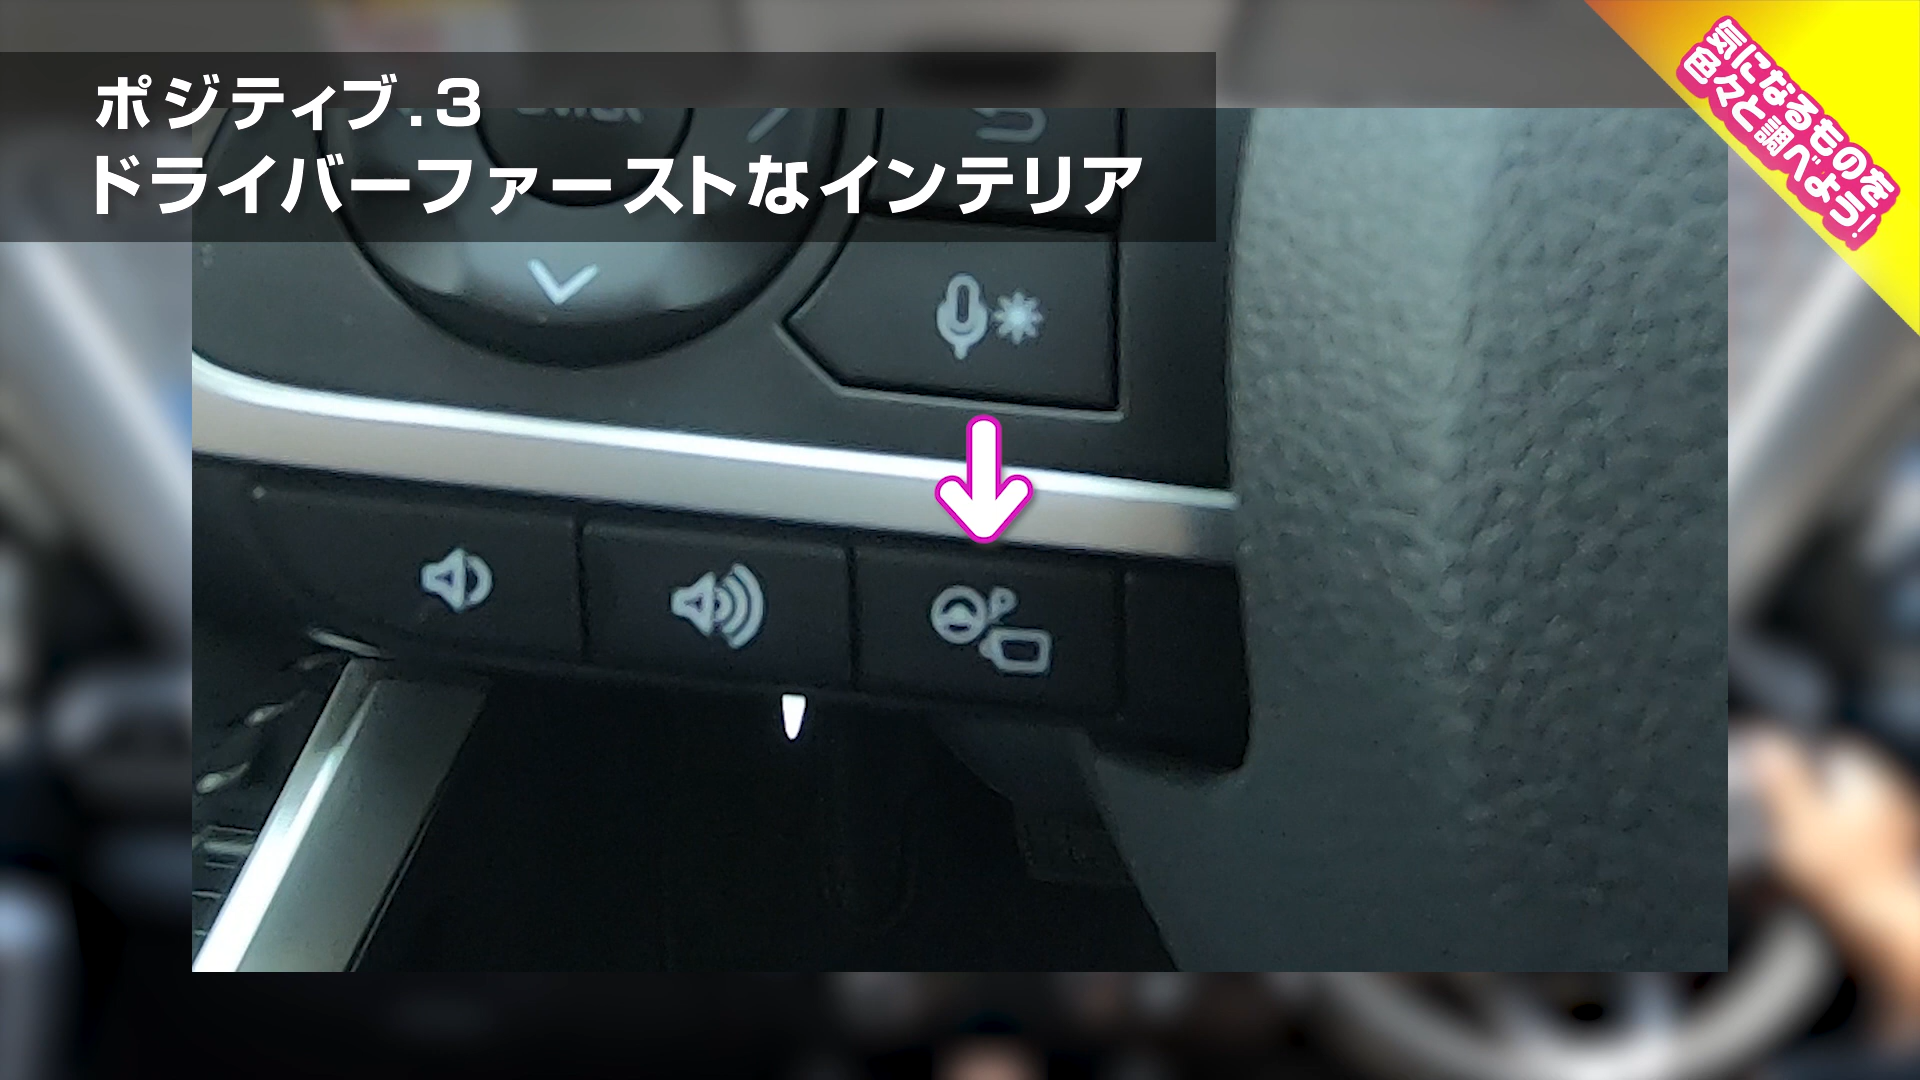 ポジティブ.3
ドライバーファーストなインテリア
気になるものを
色々と調べよう!